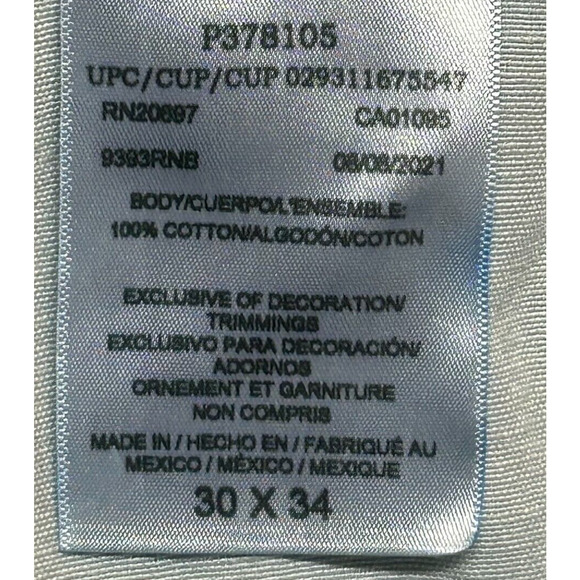 P378105
UPC/CUP/CUP 029311675547
RN20697 CA01095
9393RNB 08/08/2021
BODY/CUERPO/L'ENSEMBLE:
100% COTTON/ALGODÓN/COTON
EXCLUSIVE OF DECORATION/
TRIMMINGS
EXCLUSIVO PARA DECORACIÓN/
ADORNOS
ORNEMENT ET GARNITURE
NON COMPRIS
MADE IN / HECHO EN / FABRIQUÉ AU
MEXICO / MÉXICO / MEXIQUE
30 X 34